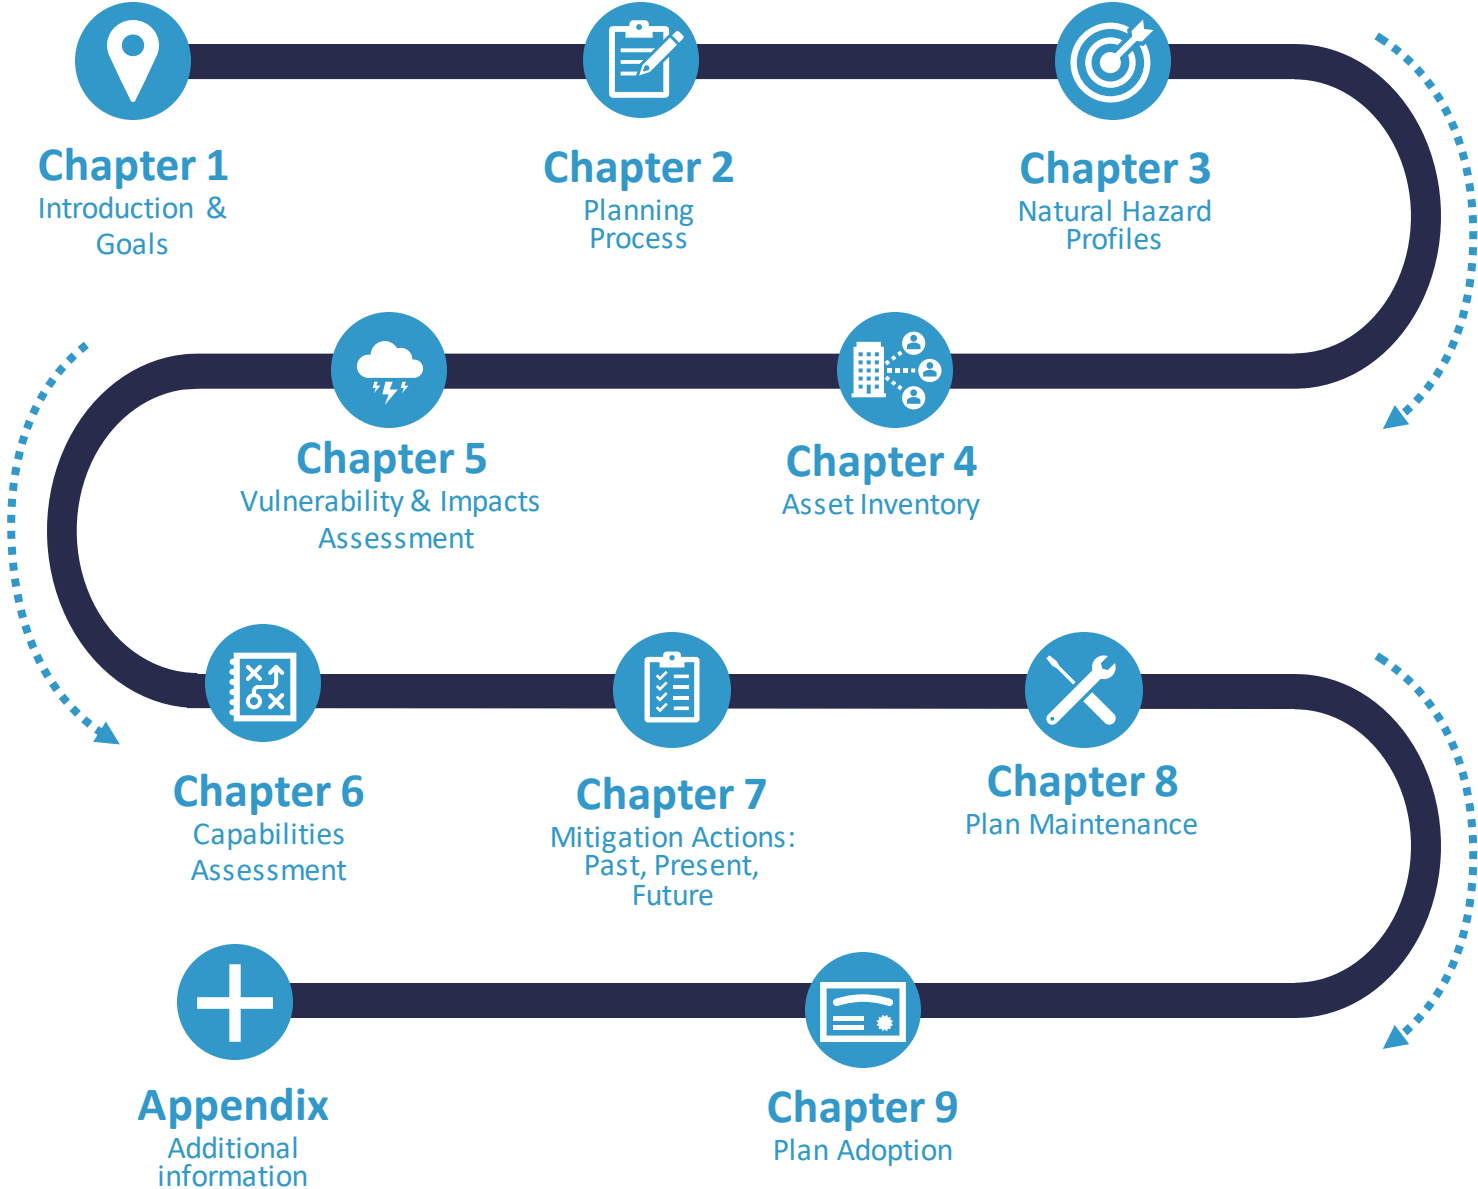 Chapter 1
Introduction &
Goals
Chapter 2
Planning
Process
Chapter 3
Natural Hazard
Profiles
Chapter 4
Asset Inventory
Chapter 5
Vulnerability & Impacts
Assessment
Chapter 6
Capabilities
Assessment
Chapter 7
Mitigation Actions:
Past, Present,
Future
Chapter 8
Plan Maintenance
Chapter 9
Plan Adoption
Appendix
Additional
information